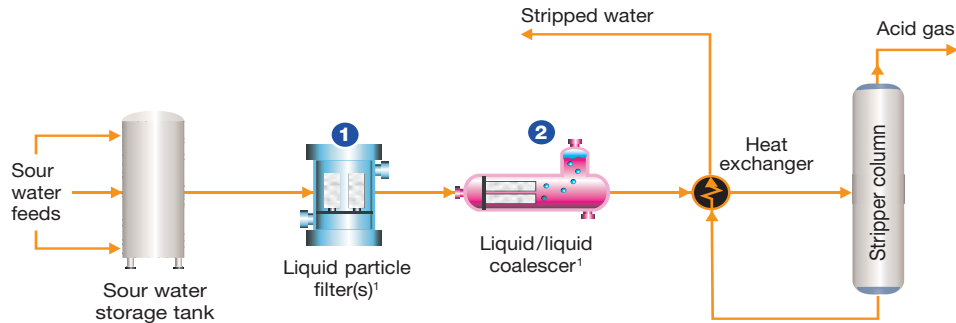 Stripped water
Acid gas
1
2
Sour
water
feeds
Heat
exchanger
Stripper column
Liquid particle
filter(s)¹
Liquid/liquid
coalescer¹
Sour water
storage tank